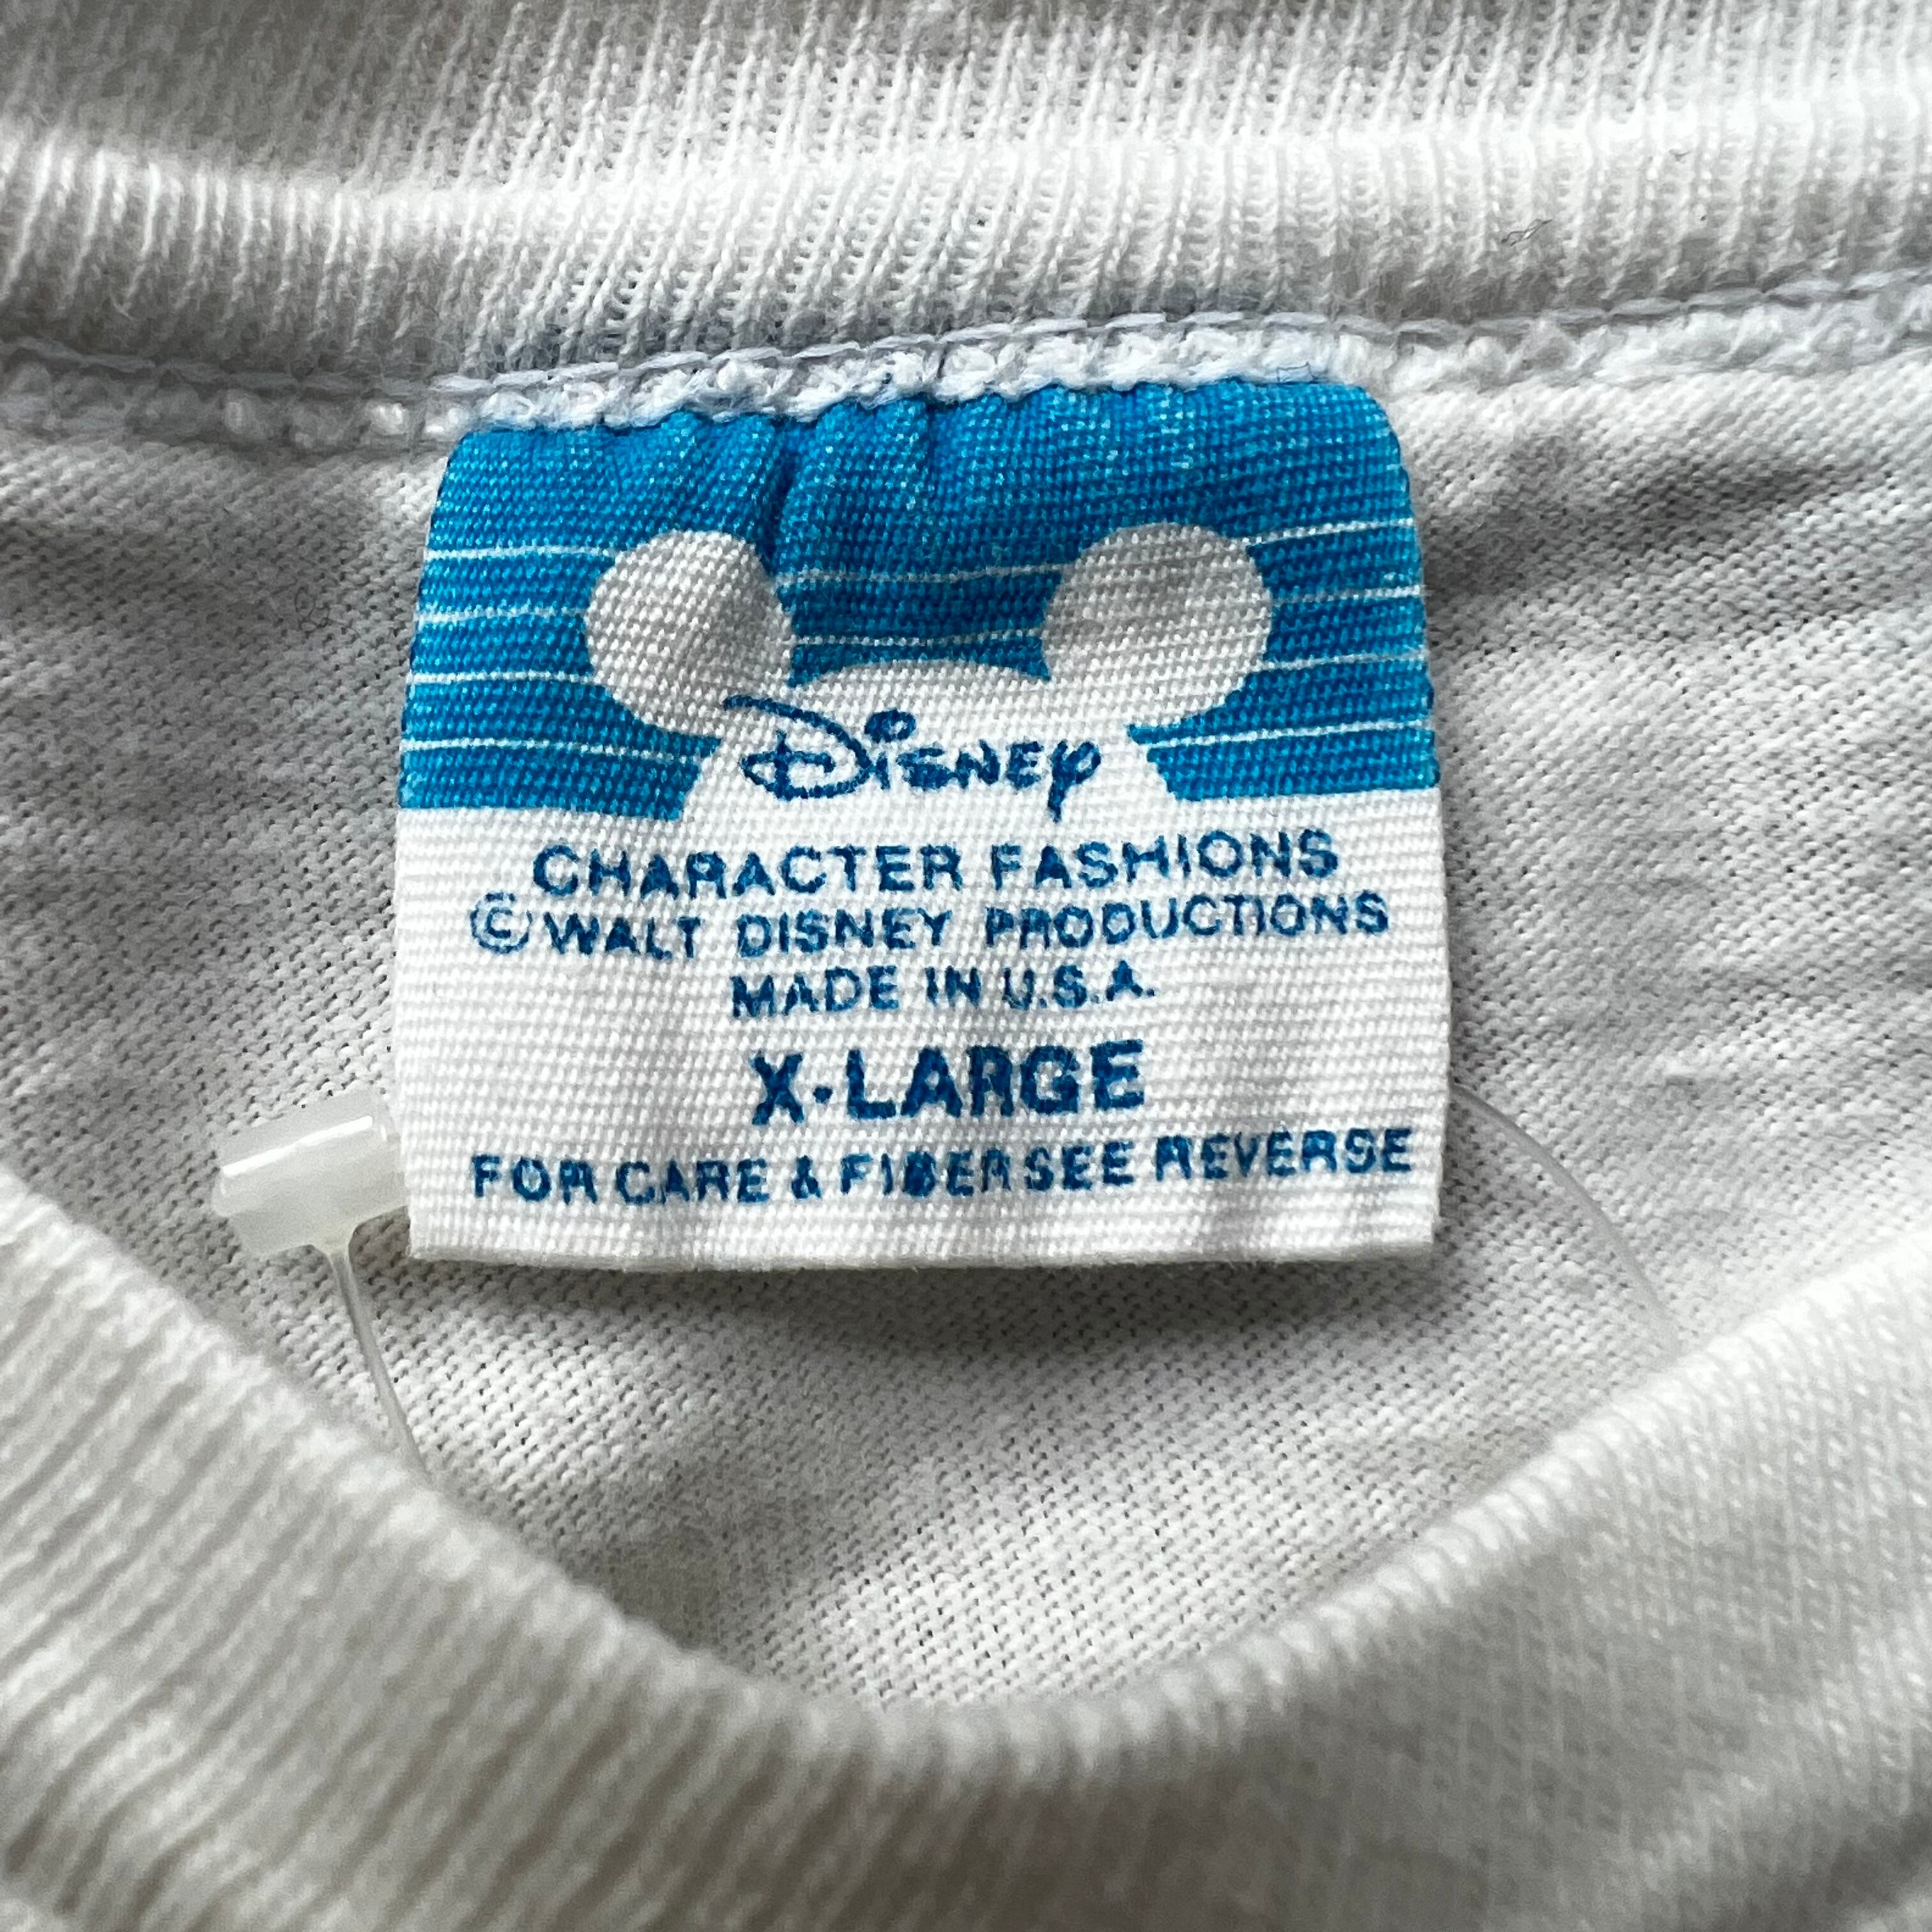 Disney
CHARACTER FASHIONS
© WALT DISNEY PRODUCTIONS
MADE IN U.S.A.
X-LARGE
FOR CARE & FIBER SEE REVERSE